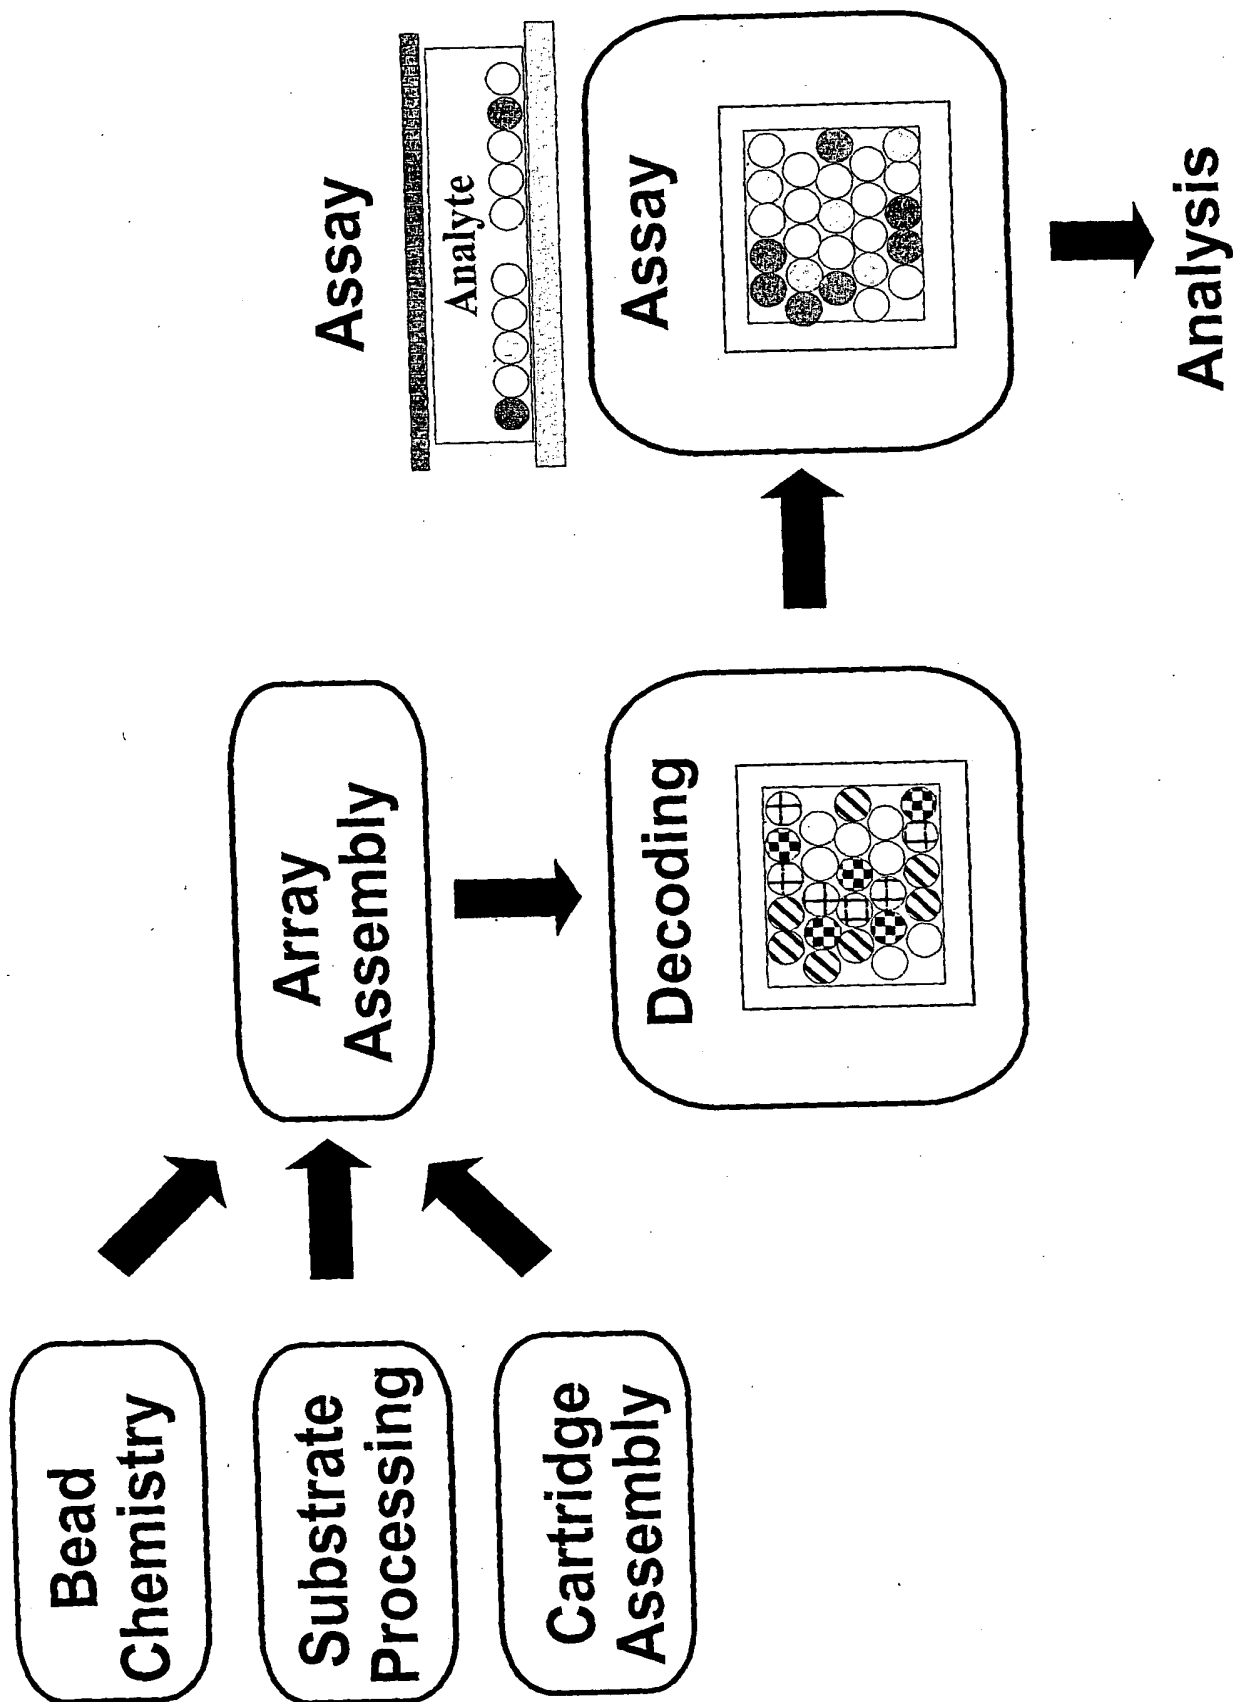 Bead
Chemistry
Substrate
Processing
Cartridge
Assembly
Array
Assembly
Decoding
Assay
Analyte
Assay
Analysis